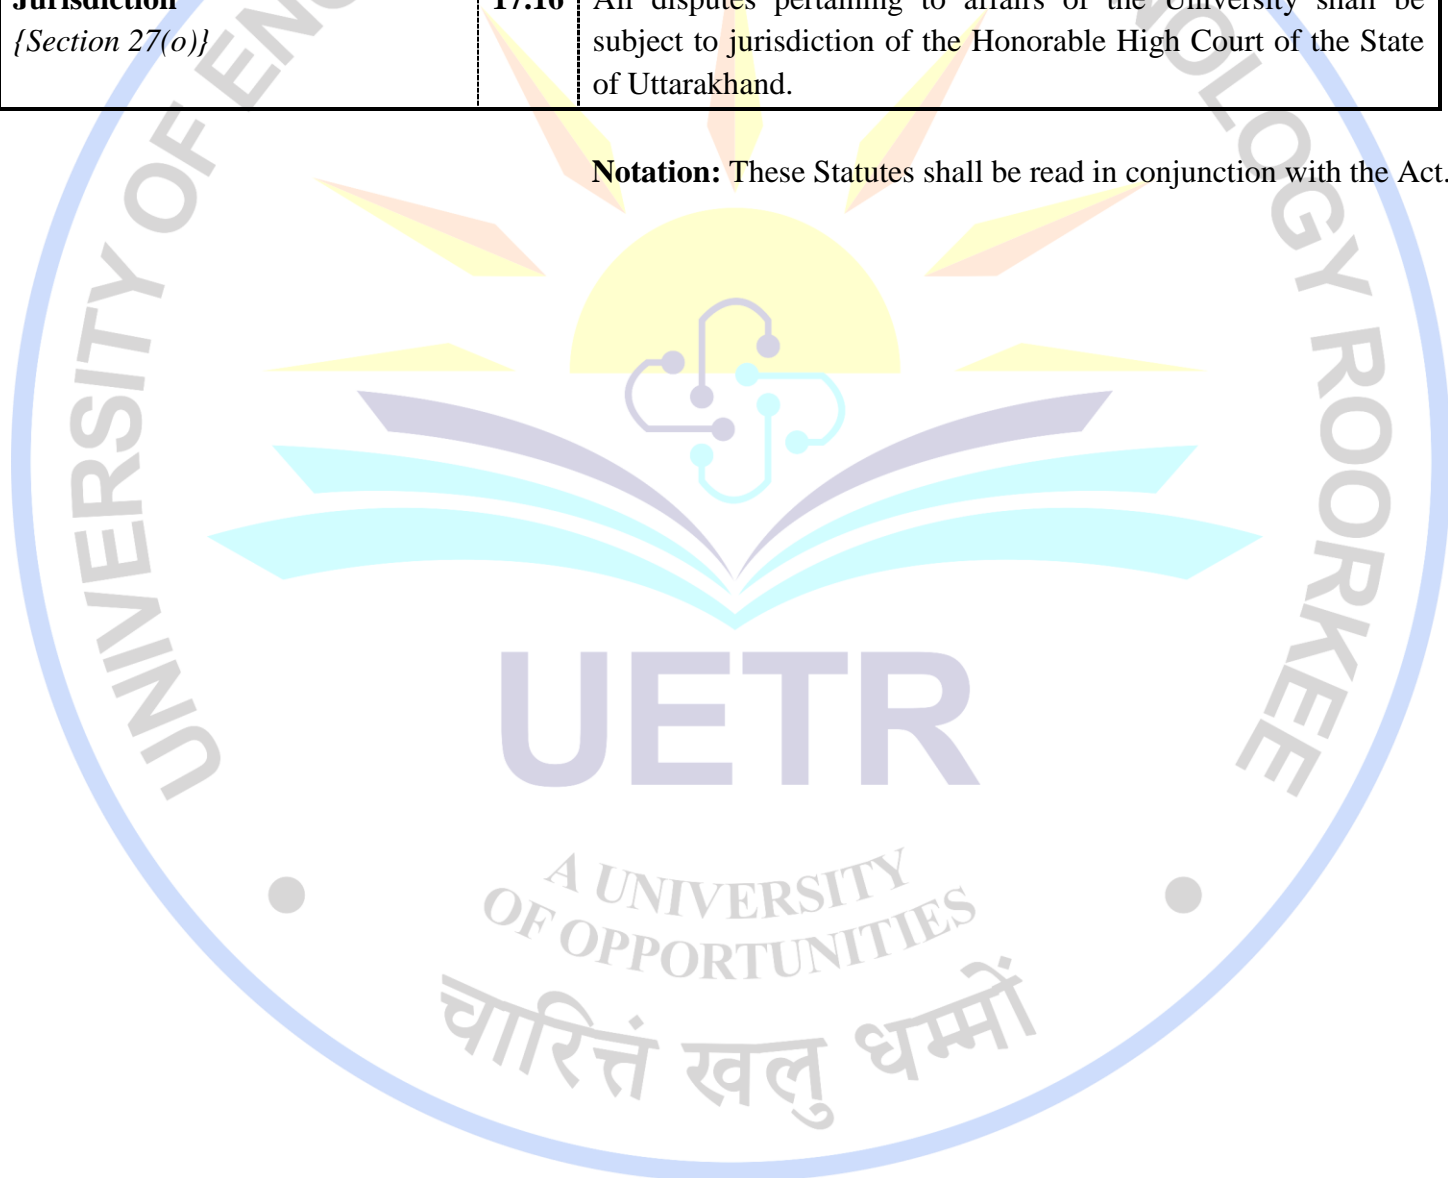 Jurisdiction 17.16 All disputes pertaining to affairs of the University shall be
{Section 27(o)} subject to jurisdiction of the Honorable High Court of the State
of Uttarakhand.
Notation: These Statutes shall be read in conjunction with the Act.
UNIVERSITY OF ENG
NOLOGY ROORKEE
UETR
A UNIVERSITY
OF OPPORTUNITIES
चारित्तं खलु धम्मों